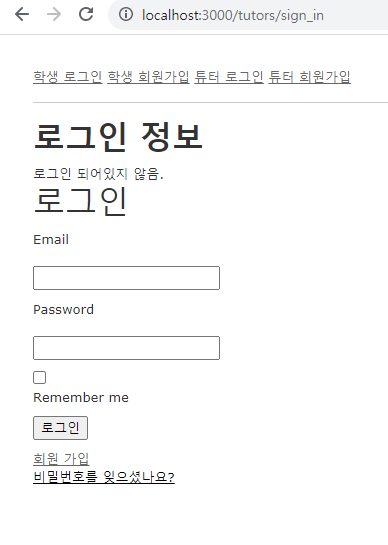 localhost:3000/tutors/sign_in
학생 로그인 학생 회원가입 튜터 로그인 튜터 회원가입
로그인 정보
로그인 되어있지 않음.
로그인
Email
Password
Remember me
로그인
회원 가입
비밀번호를 잊으셨나요?